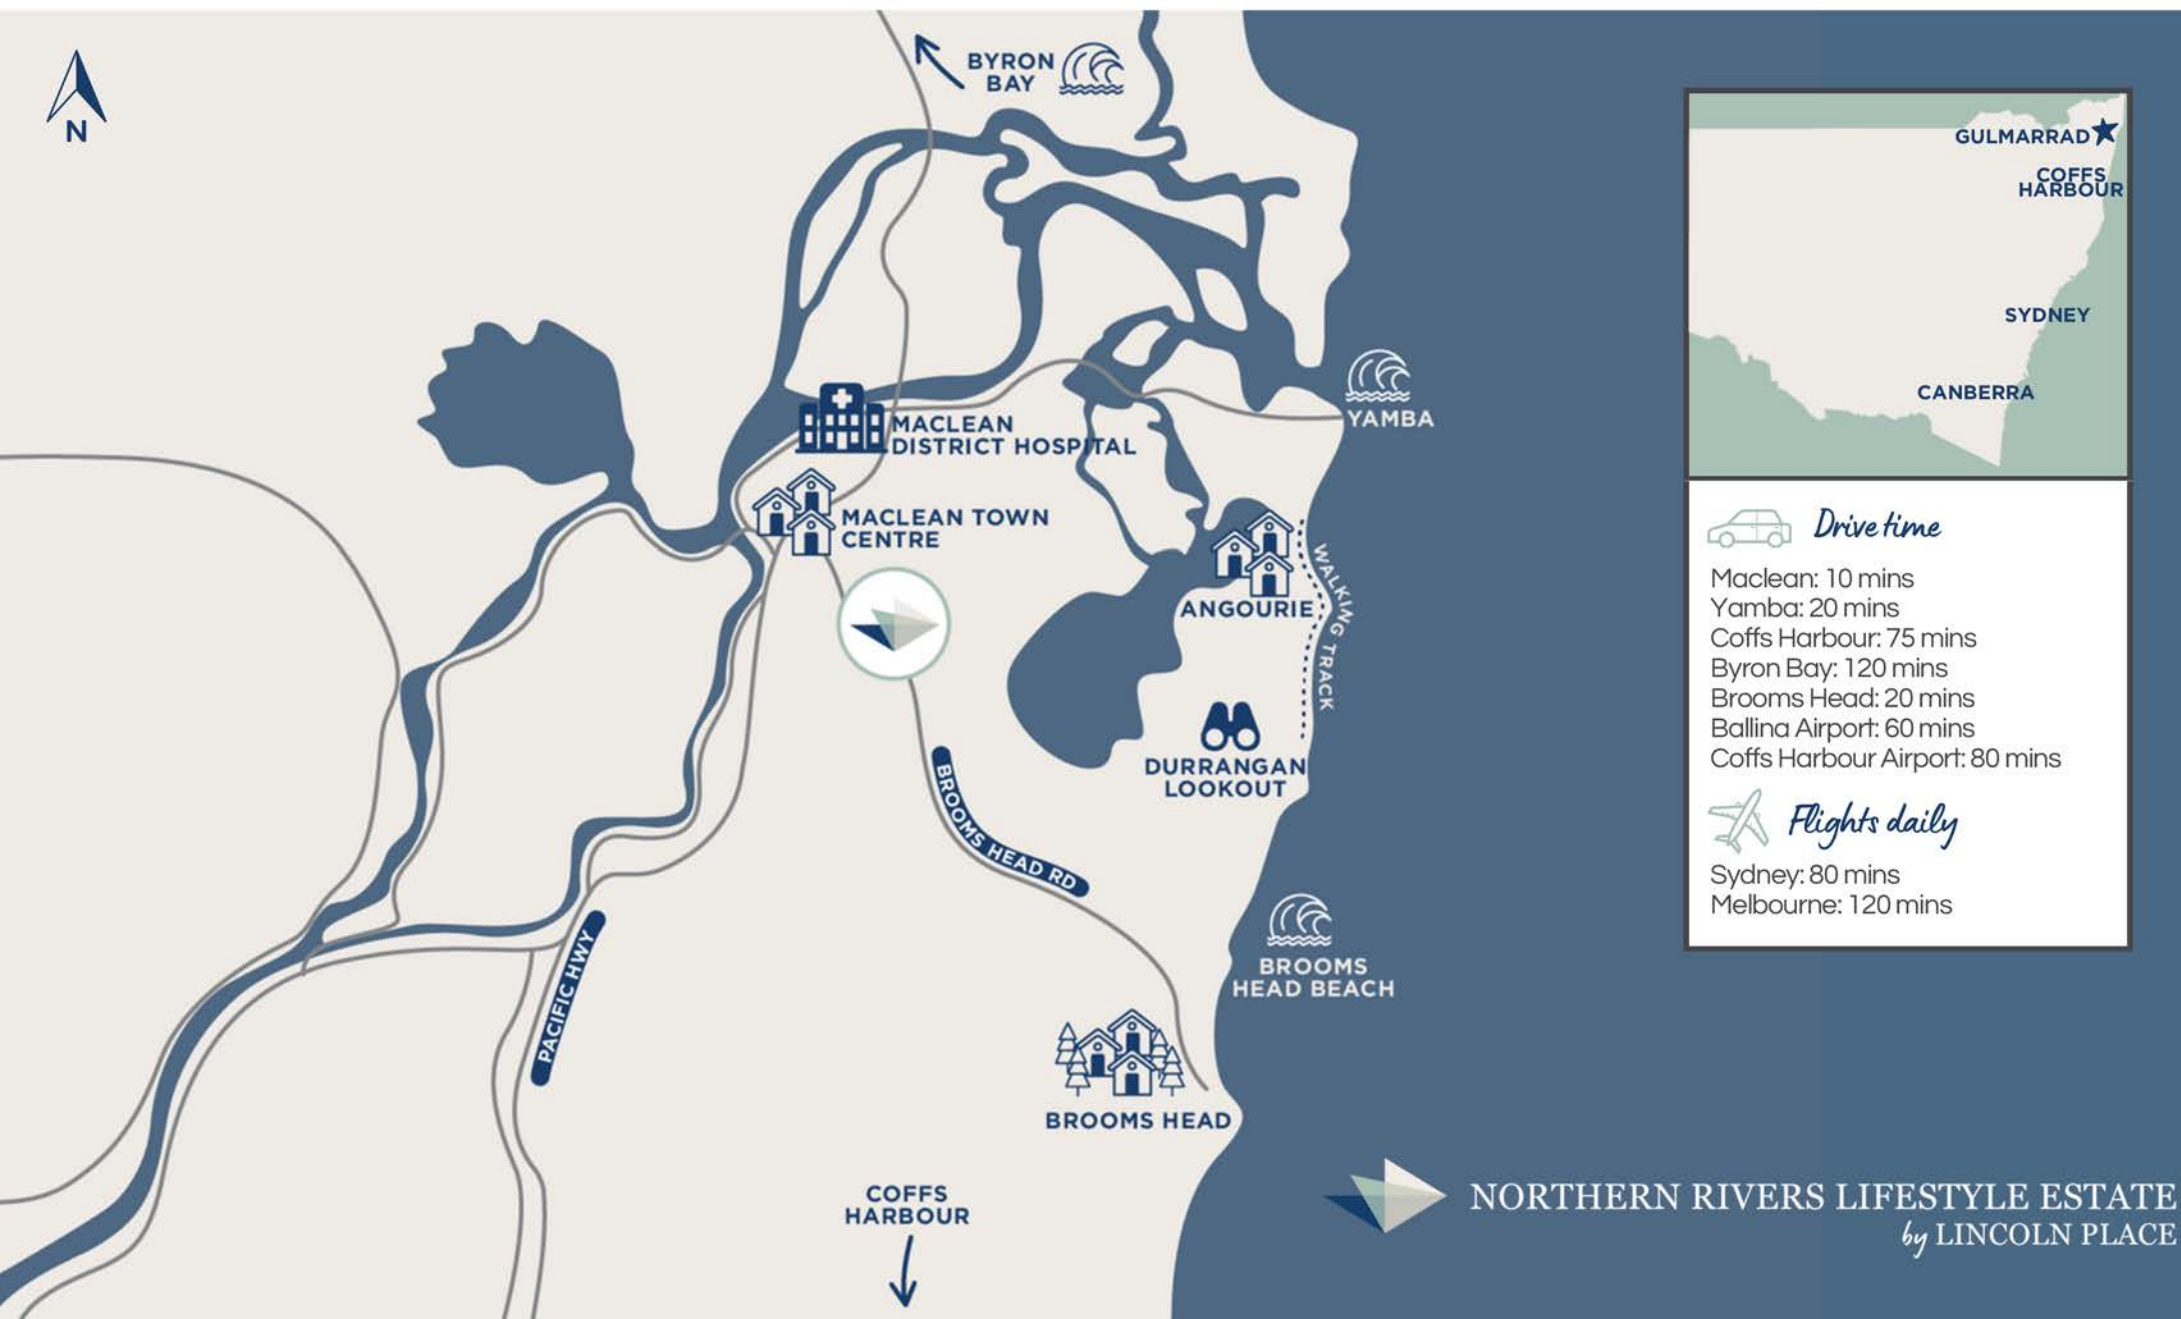 N
BYRON
BAY
MACLEAN
DISTRICT HOSPITAL
YAMBA
MACLEAN TOWN
CENTRE
ANGOURIE
WALKING TRACK
DURRANGAN
LOOKOUT
BROOMS HEAD RD
PACIFIC HWY
BROOMS
HEAD BEACH
BROOMS HEAD
COFFS
HARBOUR
GULMARRAD
COFFS
HARBOUR
SYDNEY
CANBERRA
Drive time
Maclean: 10 mins
Yamba: 20 mins
Coffs Harbour: 75 mins
Byron Bay: 120 mins
Brooms Head: 20 mins
Ballina Airport: 60 mins
Coffs Harbour Airport: 80 mins
Flights daily
Sydney: 80 mins
Melbourne: 120 mins
NORTHERN RIVERS LIFESTYLE ESTATE
by LINCOLN PLACE